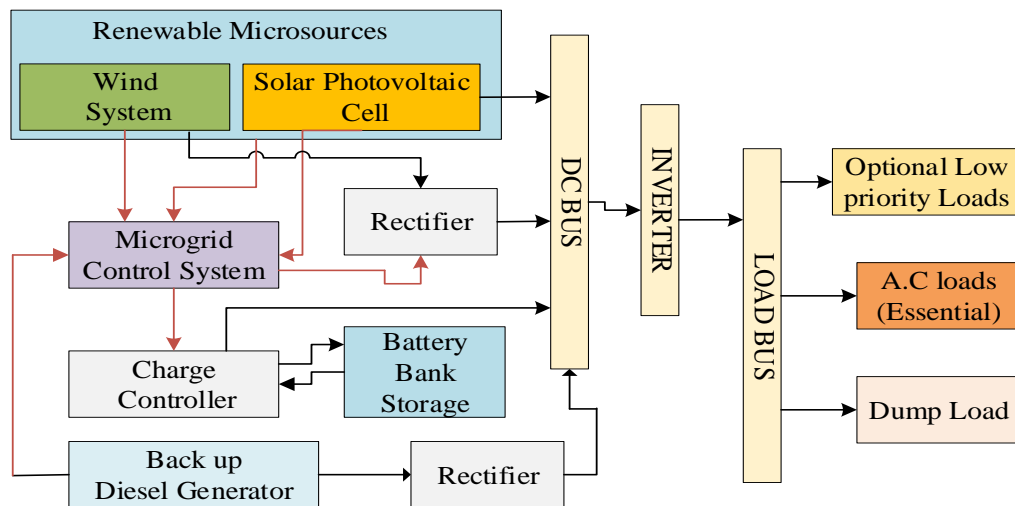 Renewable Microsources
Wind
System
Solar Photovoltaic
Cell
Rectifier
Microgrid
Control System
Charge
Controller
Battery
Bank
Storage
Back up
Diesel Generator
Rectifier
DC BUS
INVERTER
LOAD BUS
Optional Low
priority Loads
A.C loads
(Essential)
Dump Load